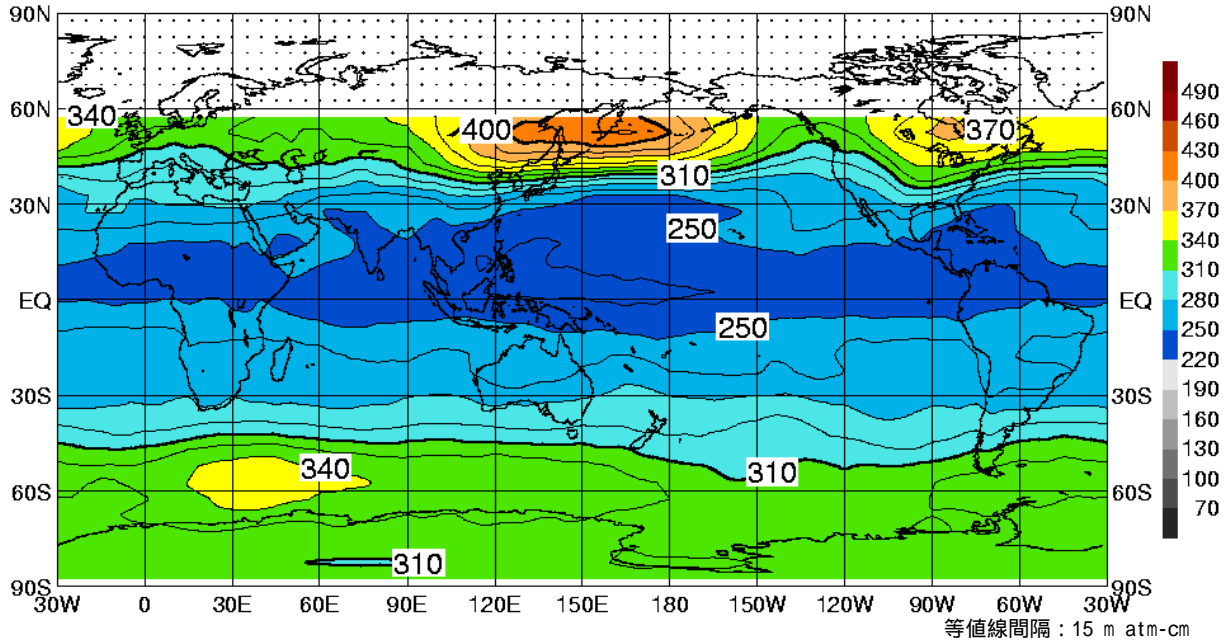 90N 90N
60N 340 400 370 60N
310
30N 250 30N
EQ 250 EQ
30S 30S
340 310
60S 60S
310
90S 90S
30W 0 30E 60E 90E 120E 150E 180 150W 120W 90W 60W 30W
490
460
430
400
370
340
310
280
250
220
190
160
130
100
70
等値線間隔：15 m atm-cm